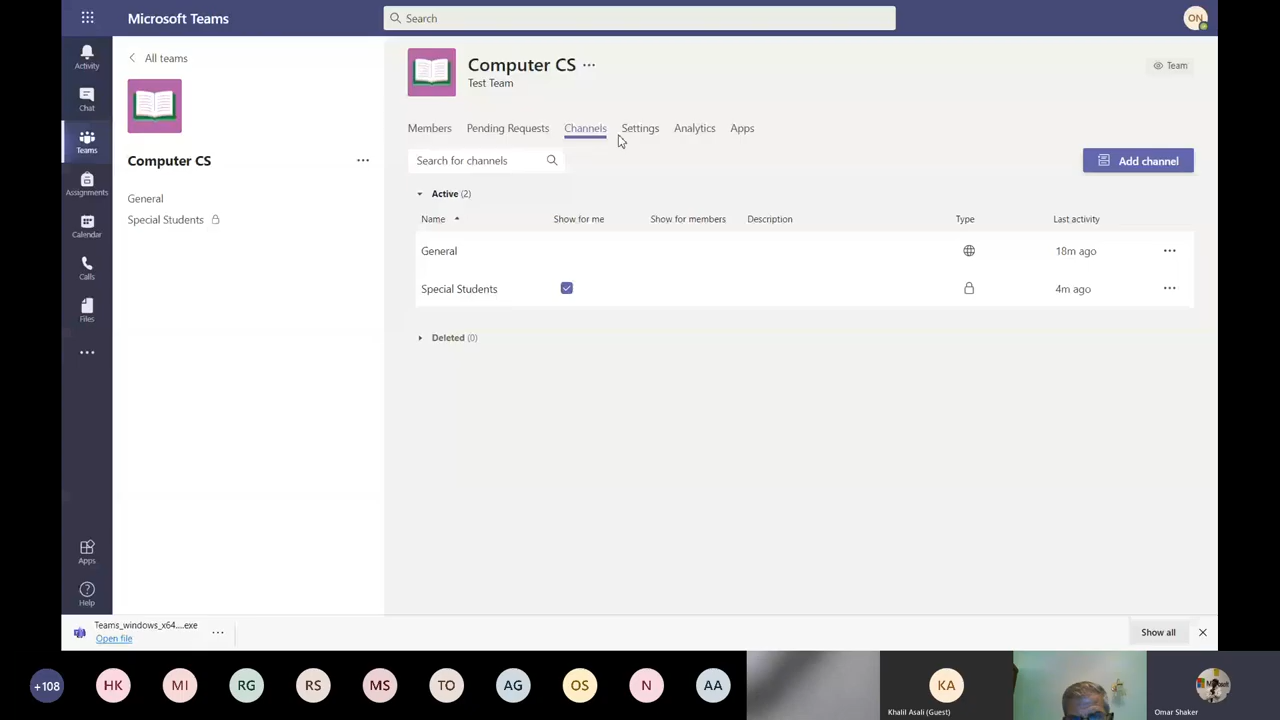 Microsoft Teams
Search
ON
Activity
Chat
Teams
Assignments
Calendar
Calls
Files
Apps
Help
All teams
Computer CS
General
Special Students
Computer CS
Test Team
Team
Members Pending Requests Channels Settings Analytics Apps
Search for channels
Add channel
Active (2)
Name Show for me Show for members Description Type Last activity
General 18m ago
Special Students 4m ago
Deleted (0)
Teams_windows_x64....exe
Open file
Show all
+108 HK MI RG RS MS TO AG OS N AA KA
Khalil Asali (Guest)
Omar Shaker